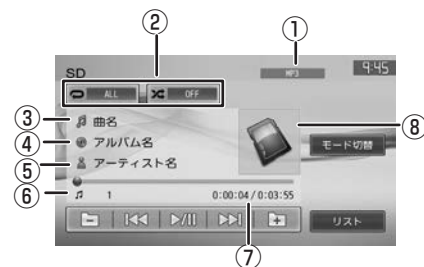 ① ②
SD MP3 9:45
ALL OFF
③ 曲名
④ アルバム名 ⑧
モード切替
⑤ アーティスト名
⑥ 1 0:00:04/0:03:55
リスト
⑦